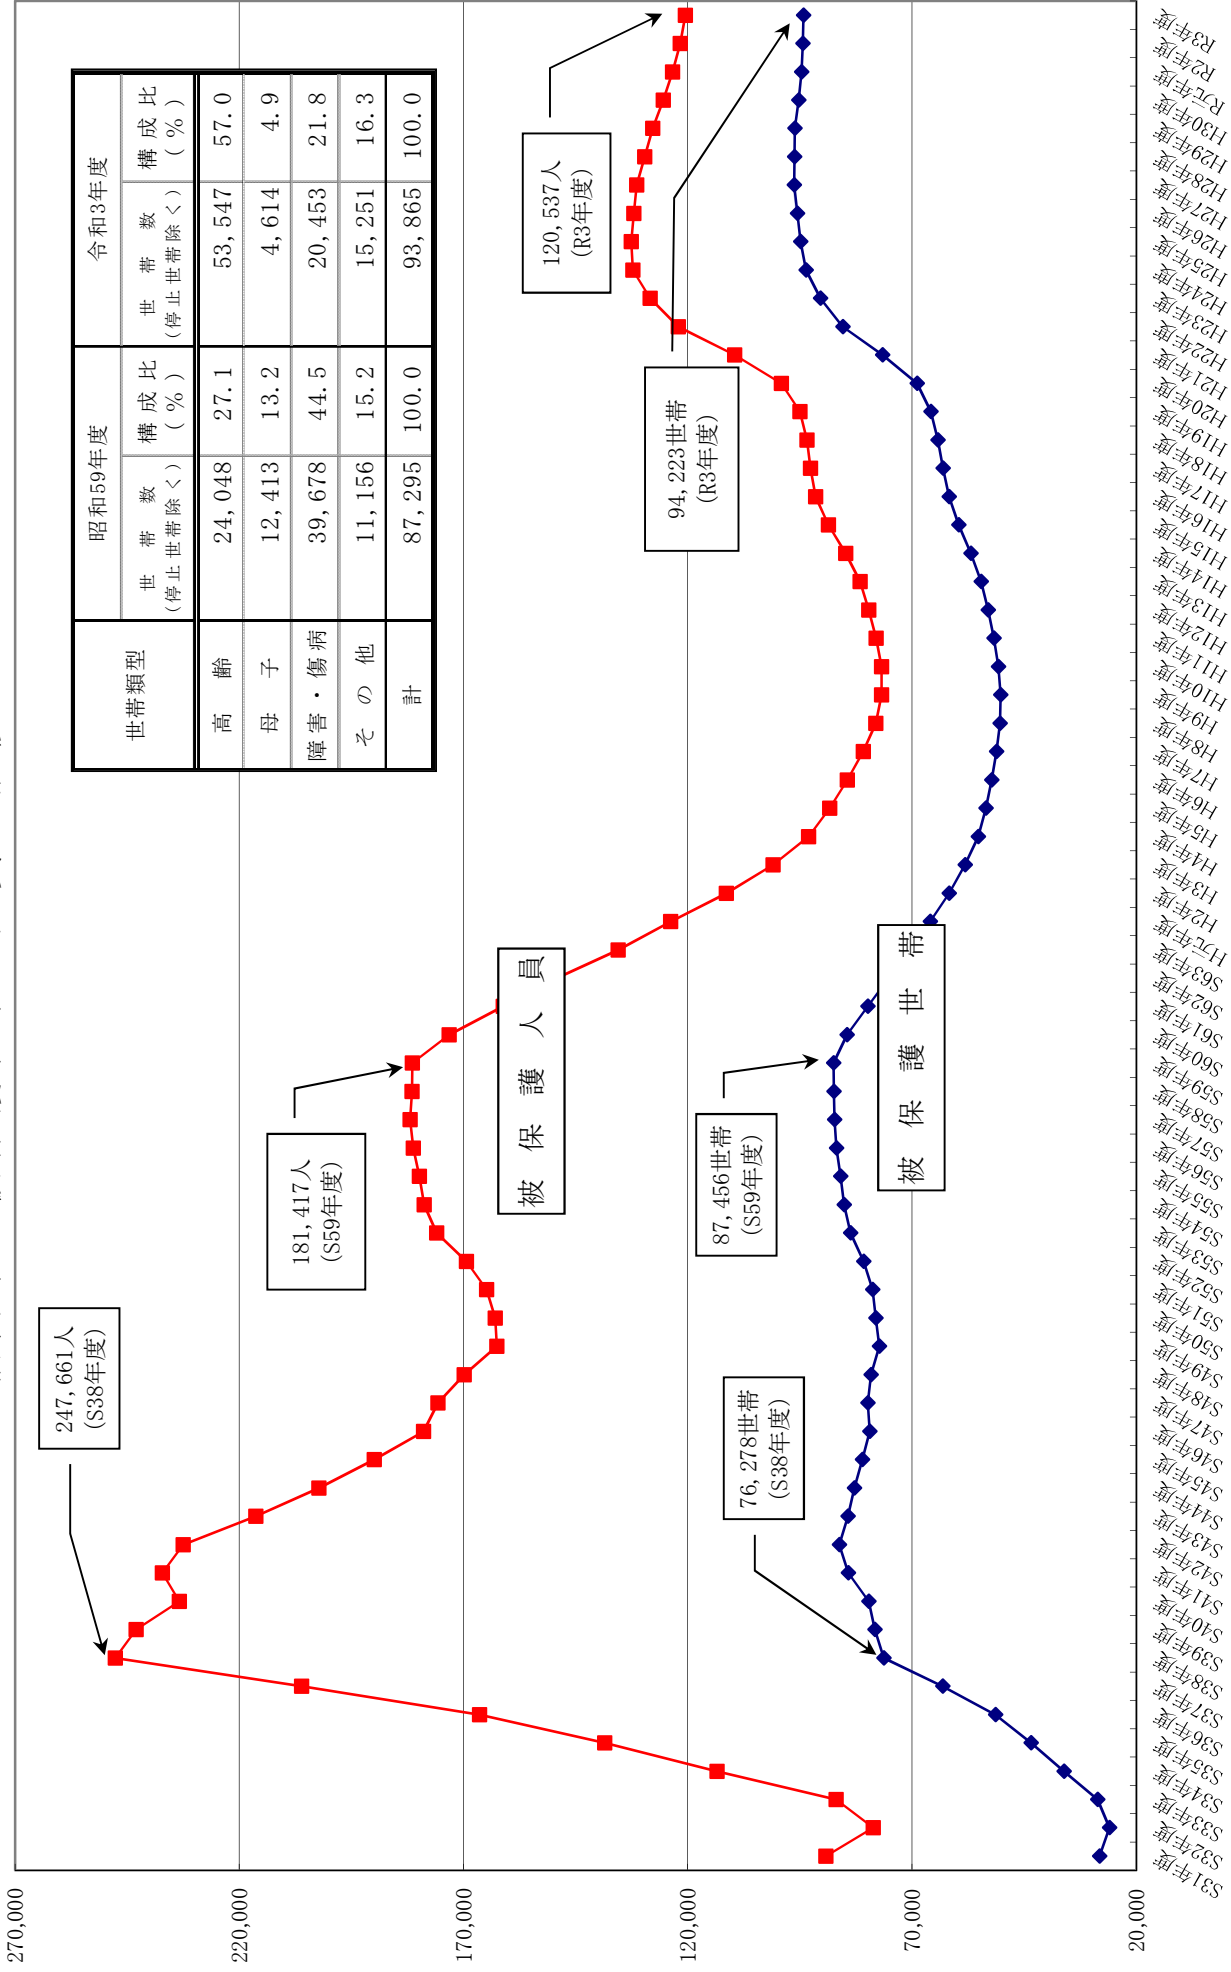 270,000
220,000
170,000
120,000
70,000
20,000
247,661人
(S38年度)
181,417人
(S59年度)
120,537人
(R3年度)
76,278世帯
(S38年度)
87,456世帯
(S59年度)
94,223世帯
(R3年度)
被保護人員
被保護世帯
世帯類型 昭和59年度 令和3年度
世帯数 構成比 世帯数 構成比
(停止世帯除く) (%) (停止世帯除く) (%)
高齢 24,048 27.1 53,547 57.0
母子 12,413 13.2 4,614 4.9
障害・傷病 39,678 44.5 20,453 21.8
その他 11,156 15.2 15,251 16.3
計 87,295 100.0 93,865 100.0
S31年度
S32年度
S33年度
S34年度
S35年度
S36年度
S37年度
S38年度
S39年度
S40年度
S41年度
S42年度
S43年度
S44年度
S45年度
S46年度
S47年度
S48年度
S49年度
S50年度
S51年度
S52年度
S53年度
S54年度
S55年度
S56年度
S57年度
S58年度
S59年度
S60年度
S61年度
S62年度
S63年度
H元年度
H2年度
H3年度
H4年度
H5年度
H6年度
H7年度
H8年度
H9年度
H10年度
H11年度
H12年度
H13年度
H14年度
H15年度
H16年度
H17年度
H18年度
H19年度
H20年度
H21年度
H22年度
H23年度
H24年度
H25年度
H26年度
H27年度
H28年度
H29年度
H30年度
R元年度
R2年度
R3年度